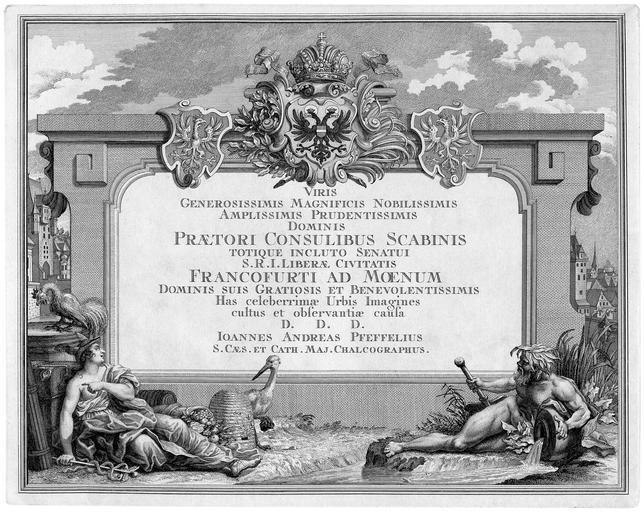 VIRIS
GENEROSISSIMIS MAGNIFICIS NOBILISSIMIS
AMPLISSIMIS PRUDENTISSIMIS
DOMINIS
PRÆTORI CONSULIBUS SCABINIS
TOTIQUE INCLUTO SENATUI
S.R.I. LIBERÆ CIVITATIS
FRANCOFURTI AD MŒNUM
DOMINIS SUIS GRATIOSIS ET BENEVOLENTISSIMIS
Has celeberrimæ Urbis Imagines
cultus et obſervantiæ cauſa
D. D. D.
IOANNES ANDREAS PFEFFELIUS
S. CÆS. ET CATH. MAJ. CHALCOGRAPHUS.